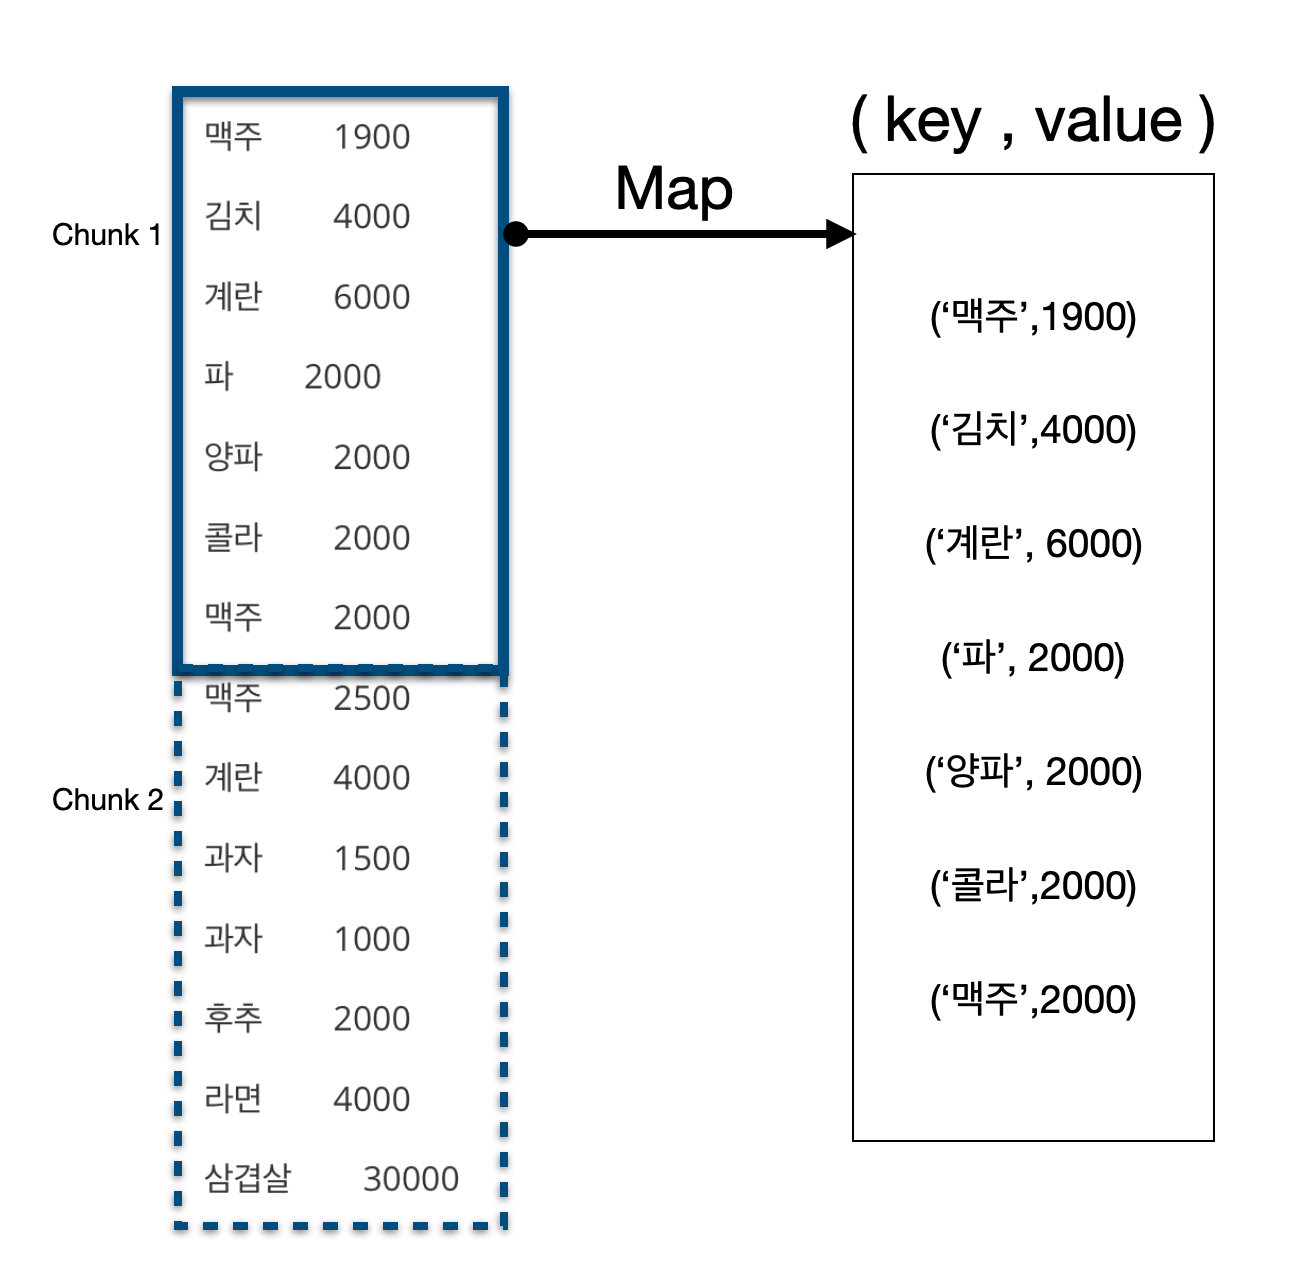 Chunk 1
맥주 1900
김치 4000
계란 6000
파 2000
양파 2000
콜라 2000
맥주 2000
Chunk 2
맥주 2500
계란 4000
과자 1500
과자 1000
후추 2000
라면 4000
삼겹살 30000
Map
( key , value )
(‘맥주’,1900)
(‘김치’,4000)
(‘계란’, 6000)
(‘파’, 2000)
(‘양파’, 2000)
(‘콜라’,2000)
(‘맥주’,2000)